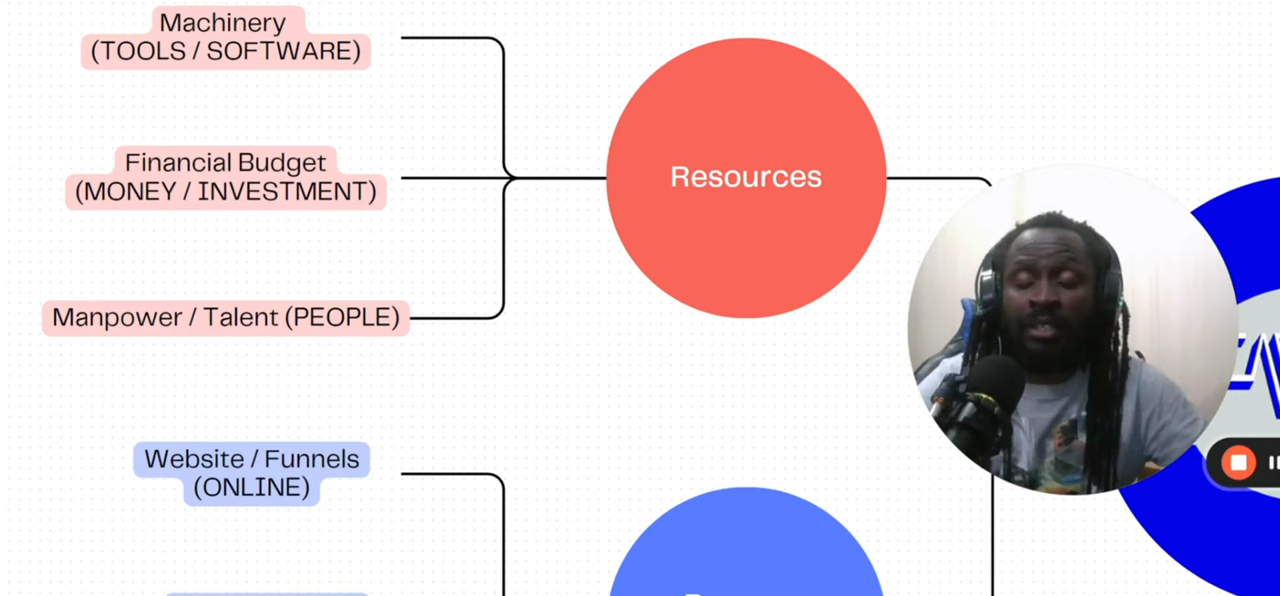 Machinery
(TOOLS / SOFTWARE)
Financial Budget
(MONEY / INVESTMENT)
Resources
Manpower / Talent (PEOPLE)
Website / Funnels
(ONLINE)